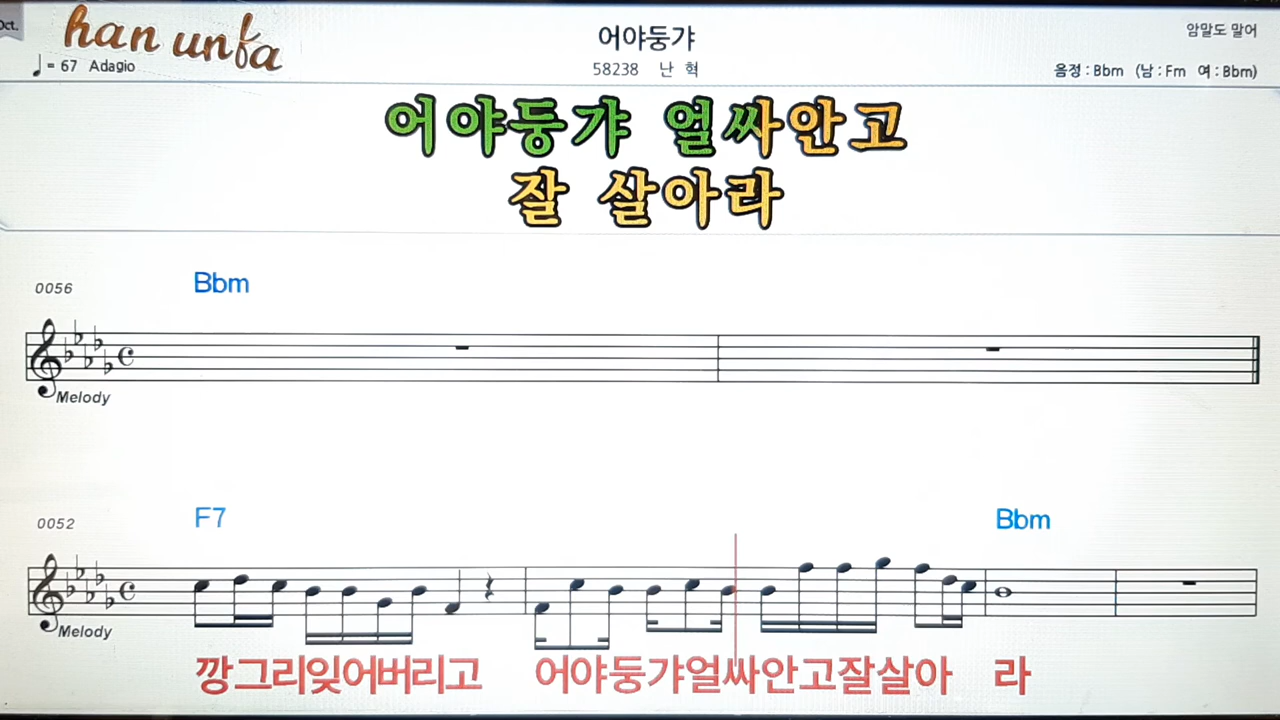 Oct.
han unfa
♩= 67 Adagio
어야둥갸
58238 난 혁
암말도 말어
음정 : Bbm (남 : Fm 여 : Bbm)
어야둥갸 얼싸안고
잘 살아라
0056
Bbm
Melody
0052
F7
Bbm
Melody
깡그리잊어버리고 어야둥갸얼싸안고잘살아 라